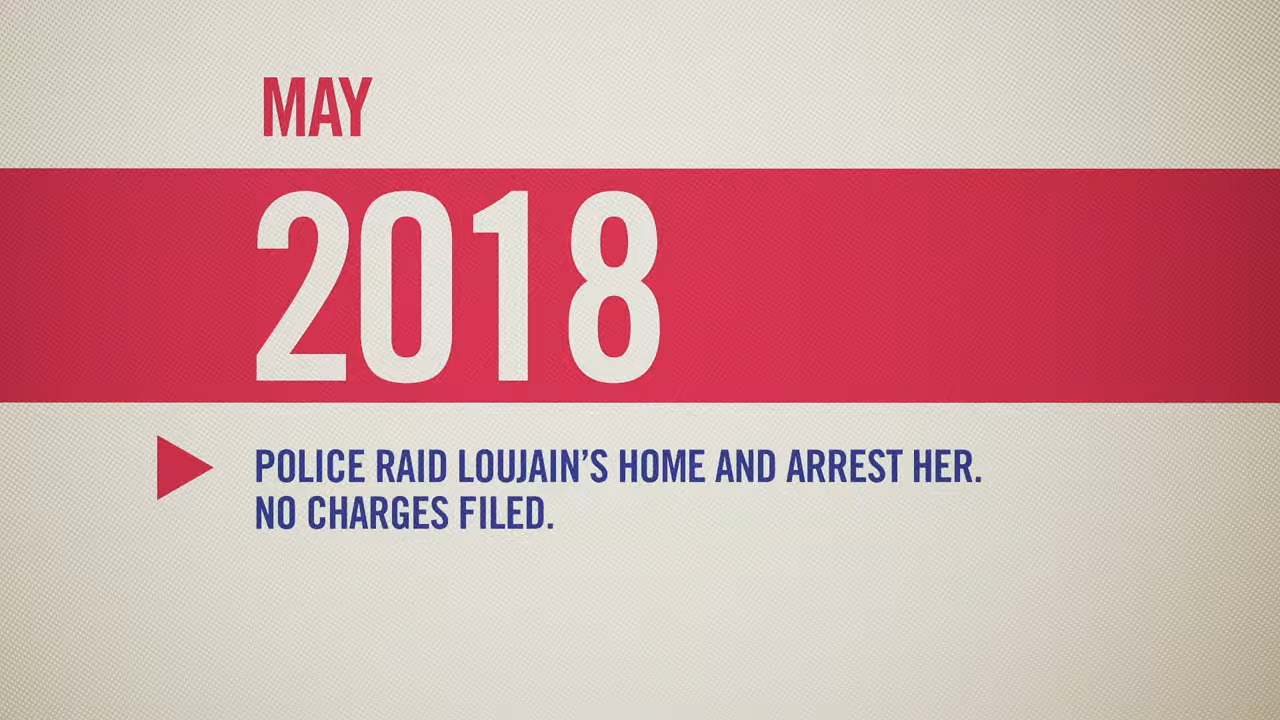 MAY
2018
POLICE RAID LOUJAIN’S HOME AND ARREST HER.
NO CHARGES FILED.